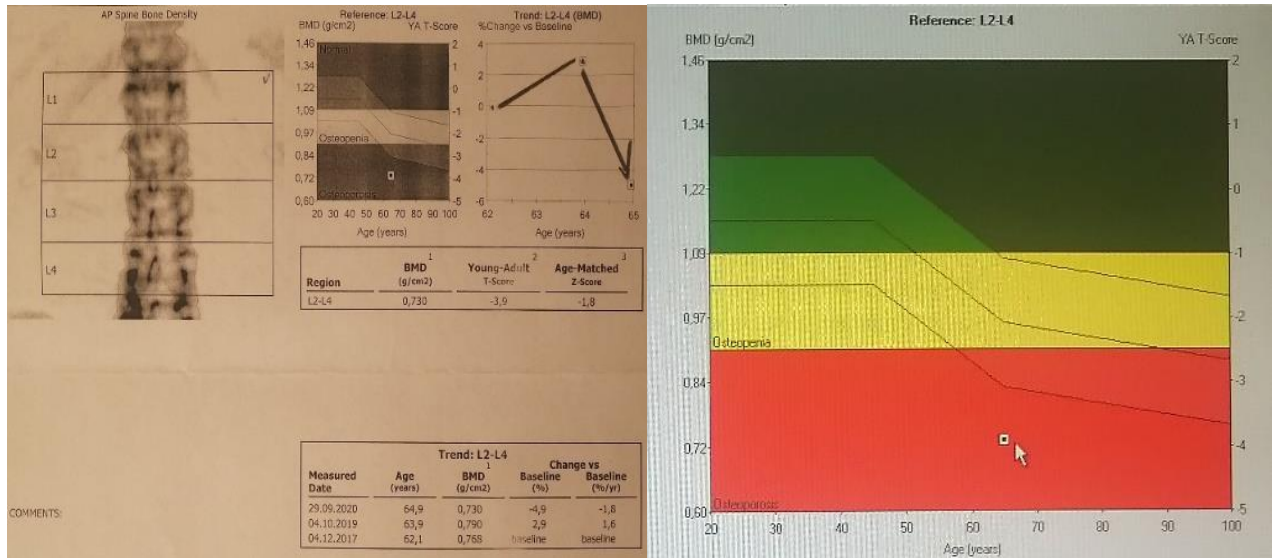 AP Spine Bone Density
L1
L2
L3
L4
COMMENTS:
Reference: L2-L4
BMD (g/cm2) YA T-Score
1,46 2
1,34 1
1,22 0
1,09 -1
0,97 -2
0,84 -3
0,72 -4
0,60 -5
Normal
Osteopenia
Osteoporosis
20 30 40 50 60 70 80 90 100
Age (years)
Trend: L2-L4 (BMD)
%Change vs Baseline
4
2
0
-2
-4
-6
62 63 64 65
Age (years)
1 2 3
Region BMD (g/cm2) Young-Adult T-Score Age-Matched Z-Score
L2-L4 0,730 -3,9 -1,8
Trend: L2-L4
1 Change vs
Measured Age BMD Baseline Baseline
Date (years) (g/cm2) (%) (%/yr)
29.09.2020 64,9 0,730 -4,9 -1,8
04.10.2019 63,9 0,790 2,9 1,6
04.12.2017 62,1 0,768 baseline baseline
Reference: L2-L4
BMD (g/cm2) YA T-Score
1,46 2
1,34 1
1,22 0
1,09 -1
0,97 -2
0,84 -3
0,72 -4
0,60 -5
Osteopenia
Osteoporosis
20 30 40 50 60 70 80 90 100
Age (years)